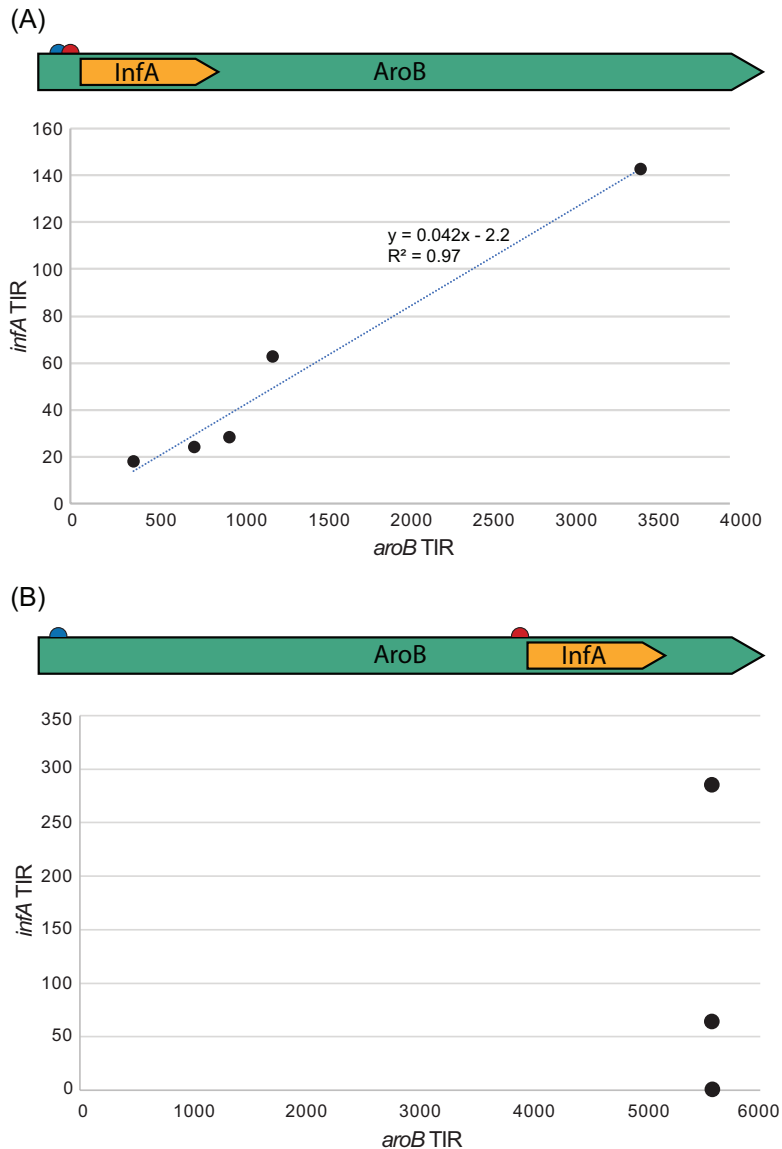 (A)
InfA
AroB
160
140
120
100
80
60
40
20
0
infA TIR
y = 0.042x - 2.2
R² = 0.97
0 500 1000 1500 2000 2500 3000 3500 4000
aroB TIR
(B)
AroB
InfA
350
300
250
200
150
100
50
0
infA TIR
0 1000 2000 3000 4000 5000 6000
aroB TIR